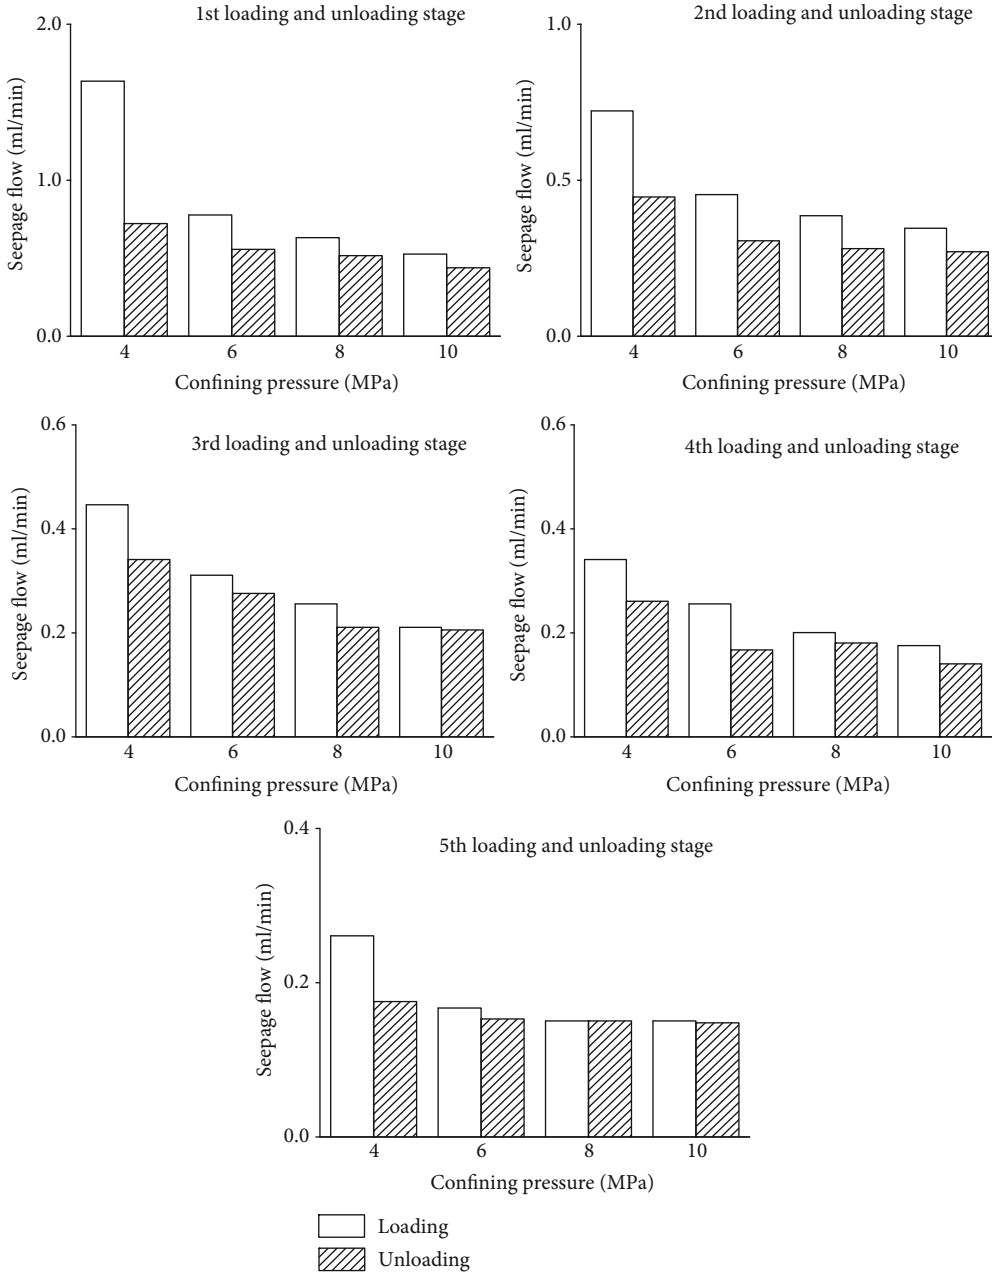 1st loading and unloading stage
Seepage flow (ml/min)
2.0
1.0
0.0
4 6 8 10
Confining pressure (MPa)
2nd loading and unloading stage
Seepage flow (ml/min)
1.0
0.5
0.0
4 6 8 10
Confining pressure (MPa)
3rd loading and unloading stage
Seepage flow (ml/min)
0.6
0.4
0.2
0.0
4 6 8 10
Confining pressure (MPa)
4th loading and unloading stage
Seepage flow (ml/min)
0.6
0.4
0.2
0.0
4 6 8 10
Confining pressure (MPa)
5th loading and unloading stage
Seepage flow (ml/min)
0.4
0.2
0.0
4 6 8 10
Confining pressure (MPa)
Loading
Unloading